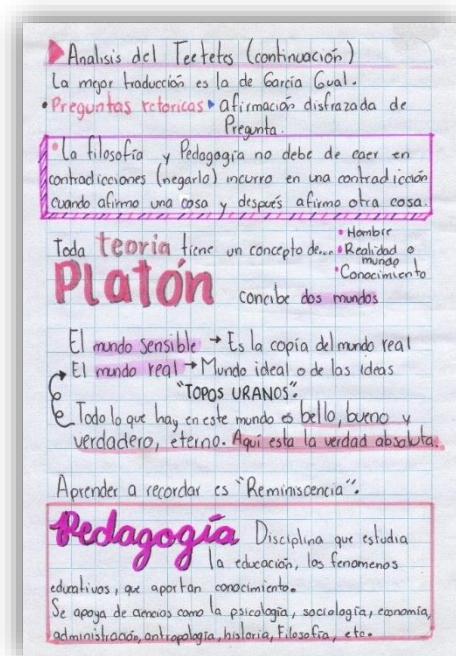 Analisis del Teetetes (continuación)
La mejor traducción es la de García Gual.
• Preguntas retoricas afirmación disfrazada de
Pregunta.
• La filosofía y Pedagogía no debe de caer en
contradicciones (negarlo) incurro en una contradicción
cuando afirmo una cosa y después afirmo otra cosa.
Toda teoria tiene un concepto de... • Hombre
• Realidad o
mundo
• Conocimiento
Platón concibe dos mundos
El mundo sensible → Es la copia del mundo real
El mundo real → Mundo ideal o de las ideas
"TOPOS URANOS".
Todo lo que hay en este mundo es bello, bueno y
verdadero, eterno. Aquí esta la verdad absoluta.
Aprender a recordar es "Reminiscencia".
Pedagogía Disciplina que estudia
la educación, los fenomenos
educativos, que aportan conocimiento.
Se apoya de ciencias como la psicología, sociología, economía,
administración, antropología, historia, Filosofía, etc.